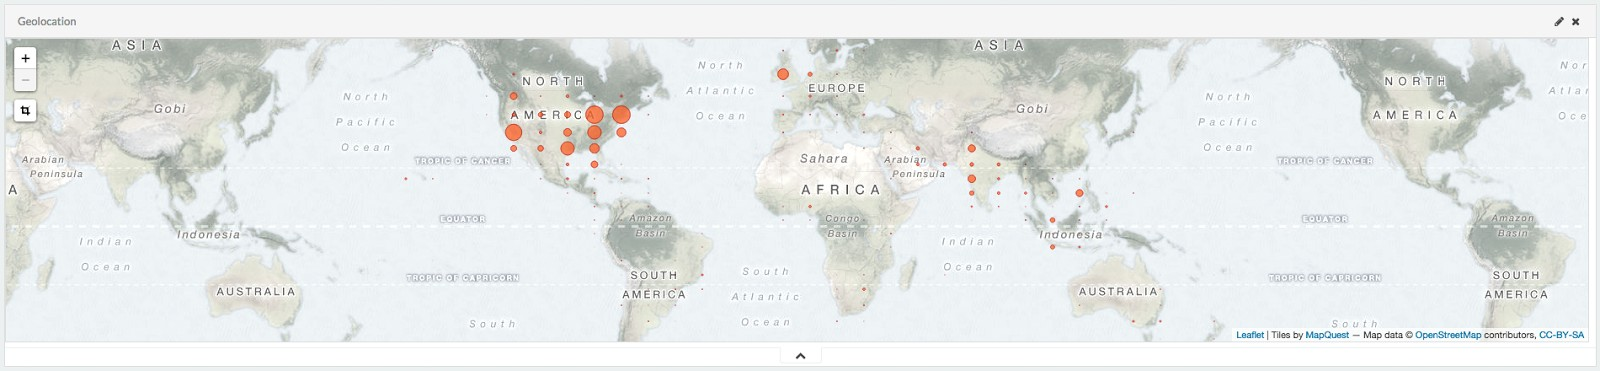 Geolocation
+
−
ASIA
ASIA
North
NORTH
NORTH
Nor
EUROPE
Atlantic
Atlan
Gobi
Gobi
North
North
Ocean
Oce
AMERICA
AMERICA
Pacific
Pacific
Ocean
Ocean
Arabian
Peninsula
TROPIC OF CANCER
Sahara
Arabian
Peninsula
TROPIC OF CANCER
A
AFRICA
EQUATOR
Amazon
Basin
Congo
Basin
EQUATOR
Amazon
Basin
Indonesia
Indonesia
Indian
Indian
Ocean
Ocean
TROPIC OF CAPRICORN
SOUTH
AMERICA
South
Atlantic
Ocean
TROPIC OF CAPRICORN
SOUTH
AMERICA
AUSTRALIA
AUSTRALIA
South
South
Leaflet | Tiles by MapQuest — Map data © OpenStreetMap contributors, CC-BY-SA